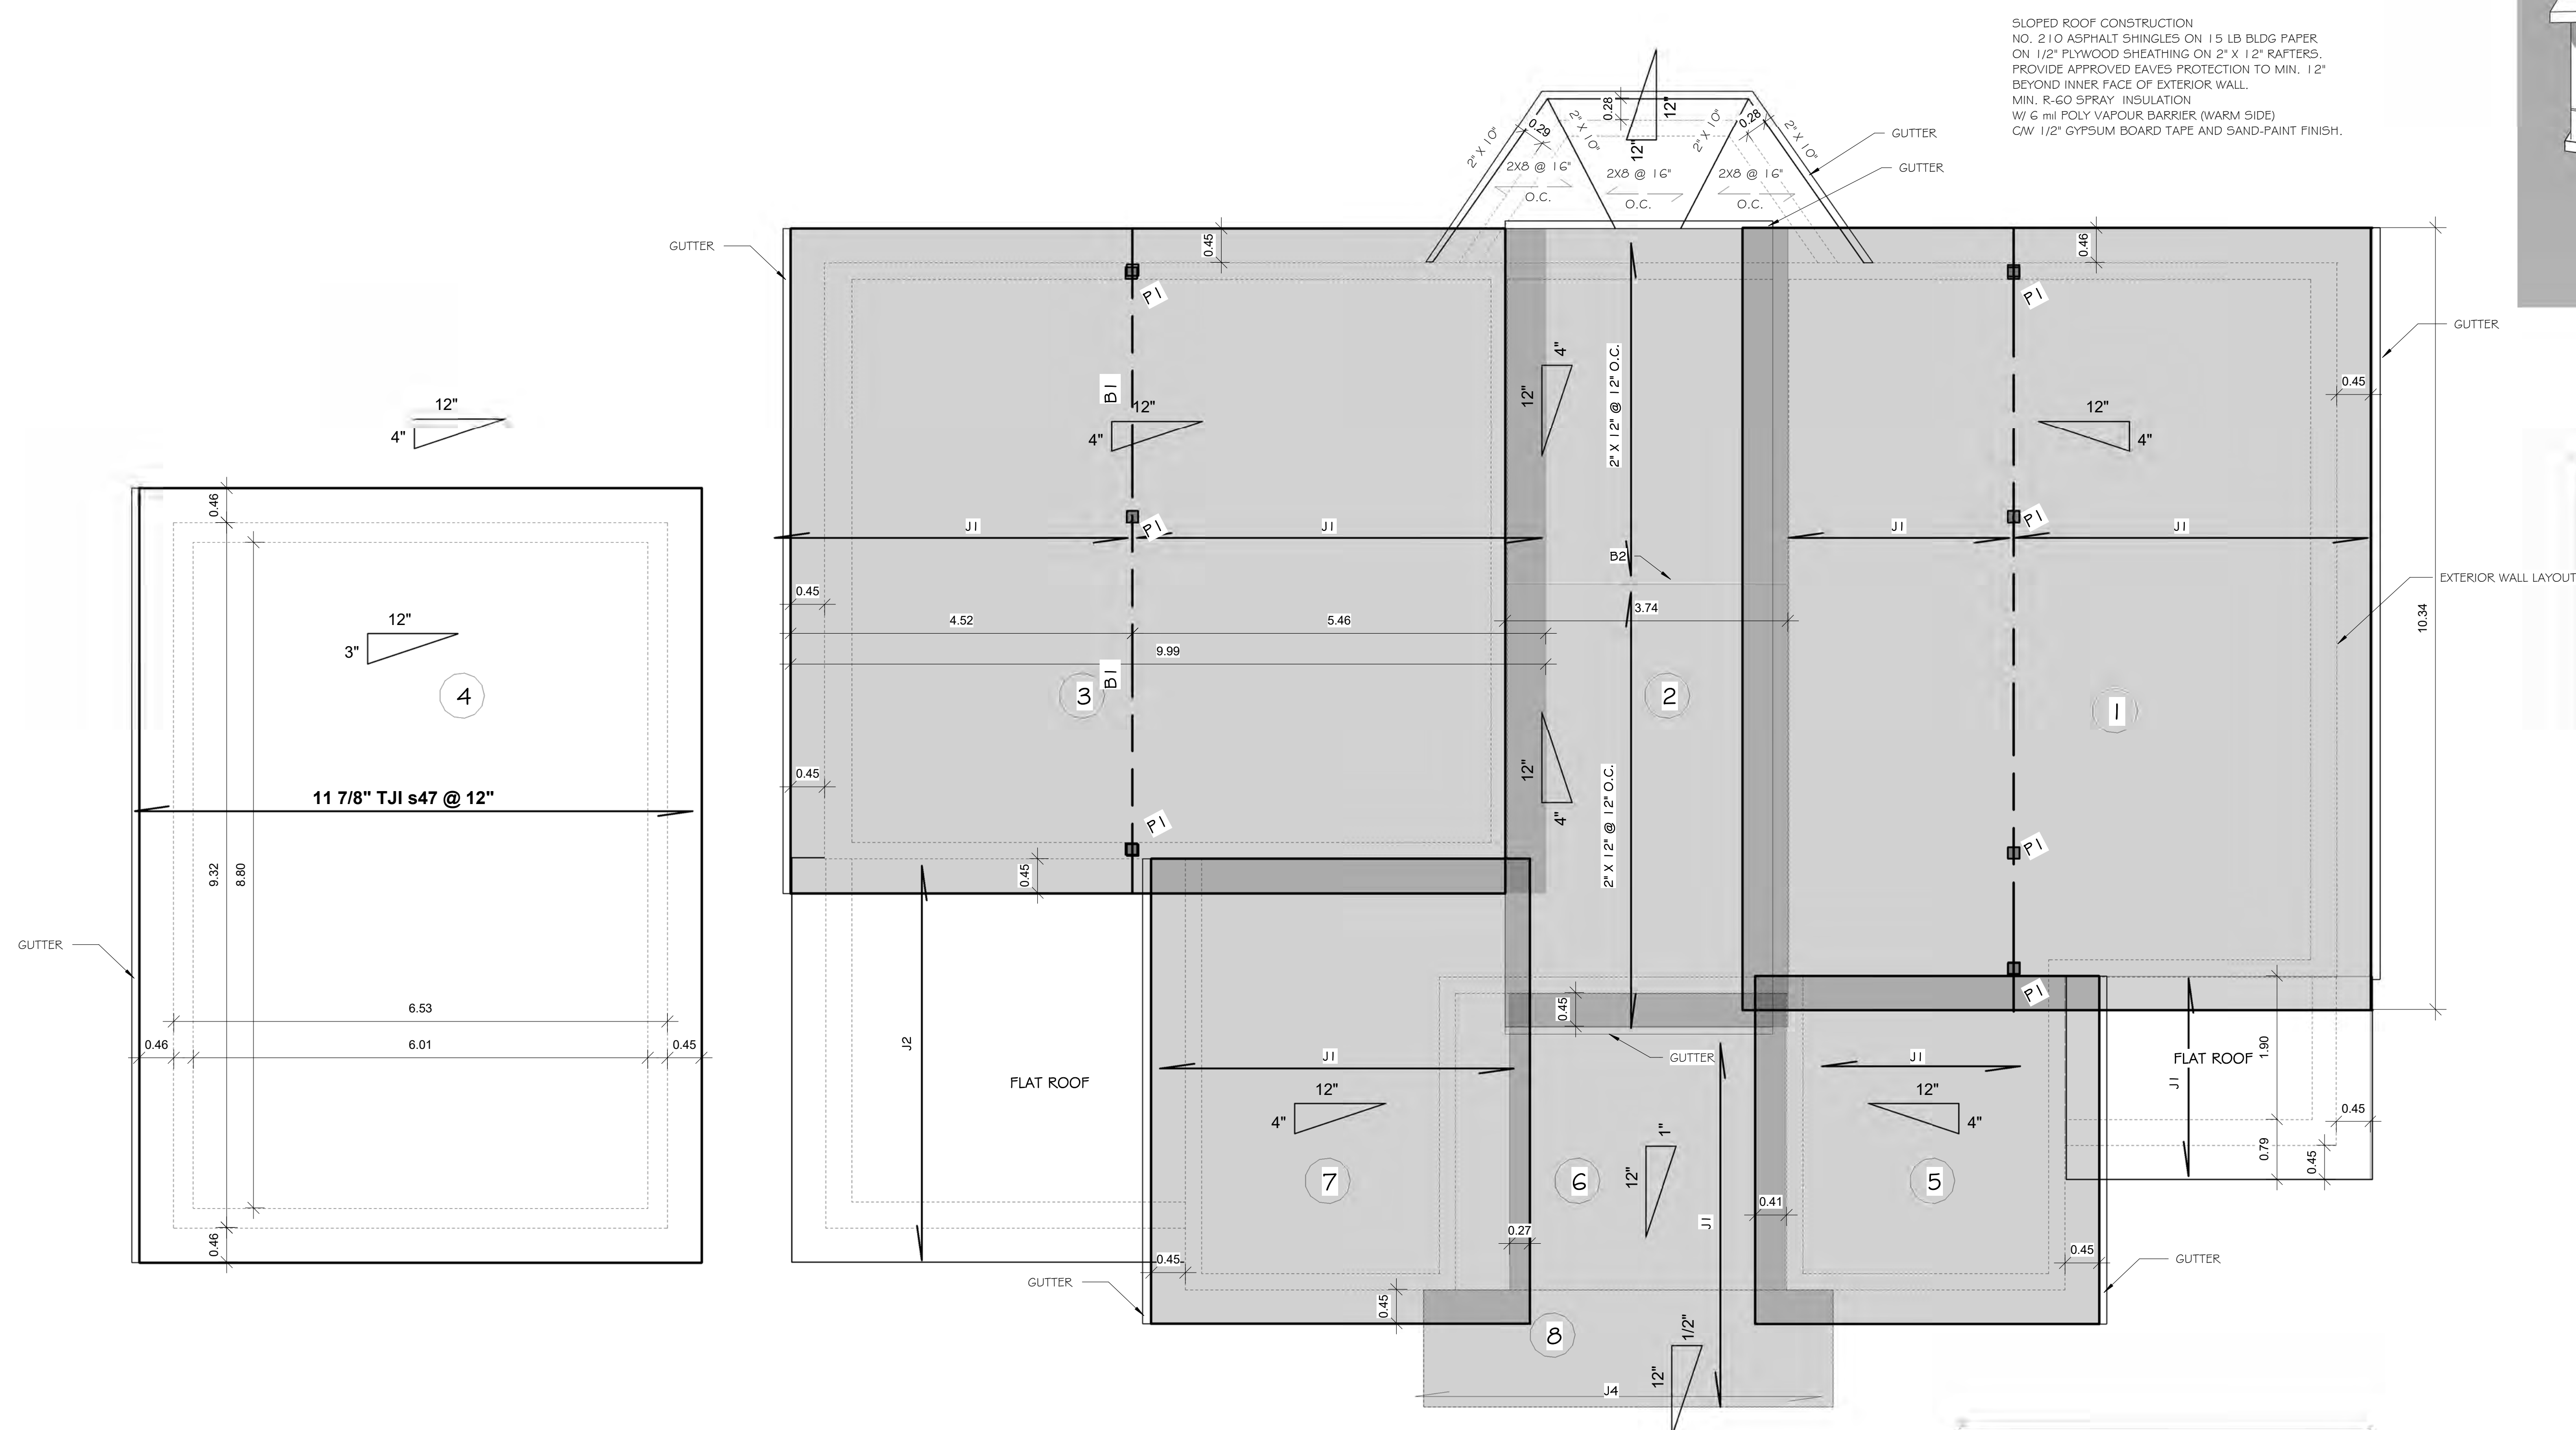 SLOPED ROOF CONSTRUCTION
NO. 210 ASPHALT SHINGLES ON 15 LB BLDG PAPER
ON 1/2" PLYWOOD SHEATHING ON 2" X 12" RAFTERS.
PROVIDE APPROVED EAVES PROTECTION TO MIN. 12"
BEYOND INNER FACE OF EXTERIOR WALL.
MIN. R-60 SPRAY INSULATION
W/ 6 mil POLY VAPOUR BARRIER (WARM SIDE)
C/W 1/2" GYPSUM BOARD TAPE AND SAND-PAINT FINISH.
12"
12"
0.28
0.29
0.28
2" X 10"
2" X 10"
2" X 10"
2" X 10"
2X8 @ 16"
O.C.
2X8 @ 16"
O.C.
2X8 @ 16"
O.C.
GUTTER
GUTTER
GUTTER
0.45
0.46
P1
P1
GUTTER
0.45
12"
4"
B1
12"
4"
12"
4"
2" X 12" @ 12" O.C.
12"
4"
0.46
J1
J1
P1
J1
P1
J1
B2
EXTERIOR WALL LAYOUT
0.45
4.52
5.46
3.74
10.34
9.99
12"
3"
4
B1
3
2
1
11 7/8" TJI s47 @ 12"
0.45
12"
4"
2" X 12" @ 12" O.C.
P1
P1
9.32
8.80
0.45
GUTTER
P1
0.45
6.53
0.46
6.01
0.45
J2
FLAT ROOF
J1
GUTTER
J1
FLAT ROOF
1.90
J1
12"
4"
12"
1"
12"
4"
0.45
0.79
0.45
7
6
5
0.41
J1
0.27
0.46
0.45
0.45
GUTTER
GUTTER
0.45
8
12"
1/2"
J4